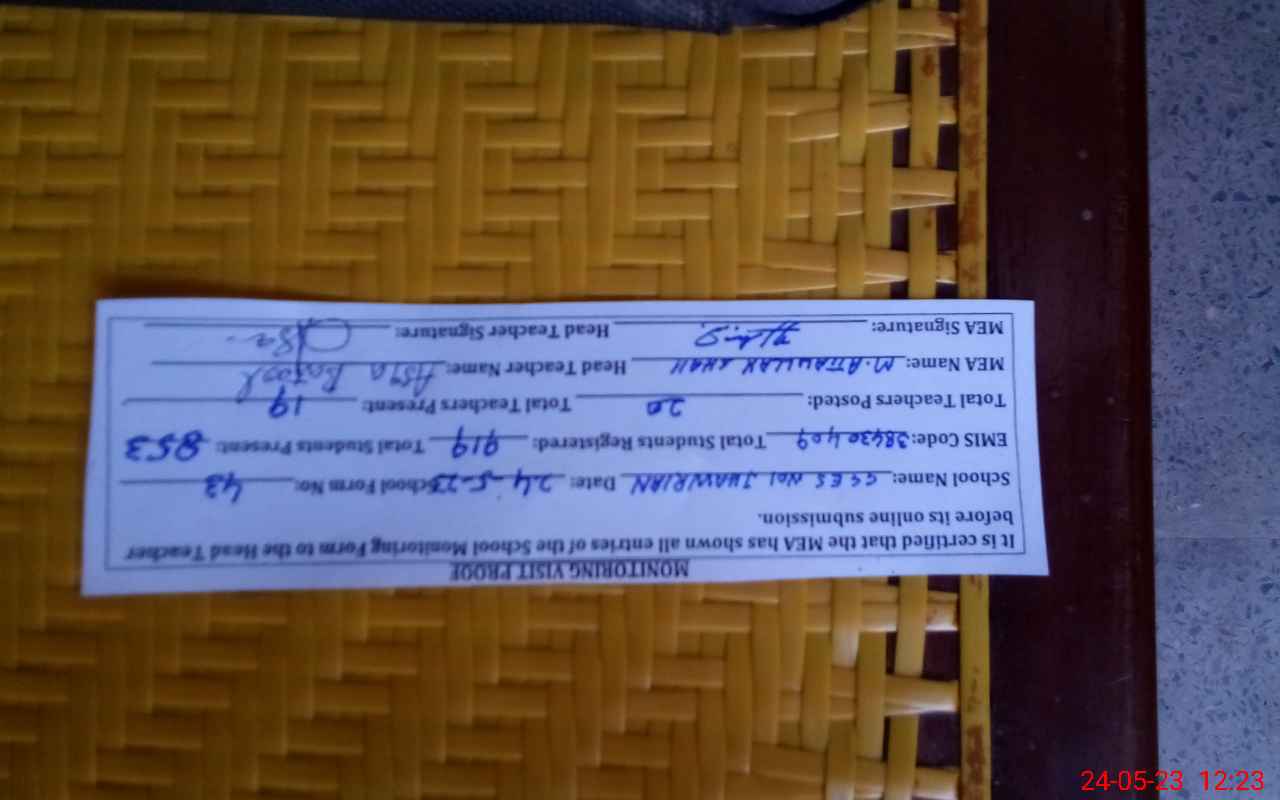 MONITORING VISIT PROOF
It is certified that the MEA has shown all entries of the School Monitoring Form to the Head Teacher
before its online submission.
School Name: GGES NO1 JHAWRIAN Date: 24-5-23 School Form No: 43
EMIS Code: 38430409 Total Students Registered: 919 Total Students Present: 853
Total Teachers Posted: 20 Total Teachers Present: 19
MEA Name: M. ATTAULLAH SHAH Head Teacher Name: Asia Batool
MEA Signature: Head Teacher Signature:
24-05-23 12:23